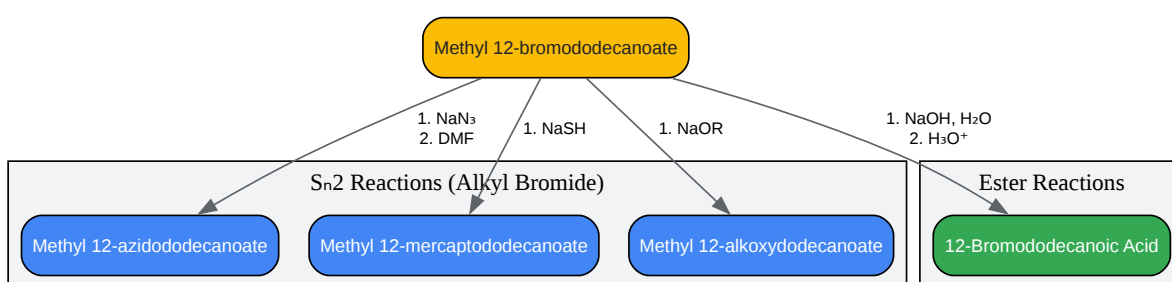 Methyl 12-bromododecanoate
1. NaN₃
2. DMF
1. NaSH
1. NaOR
1. NaOH, H₂O
2. H₃O⁺
Sₙ2 Reactions (Alkyl Bromide)
Ester Reactions
Methyl 12-azidododecanoate
Methyl 12-mercaptododecanoate
Methyl 12-alkoxydodecanoate
12-Bromododecanoic Acid